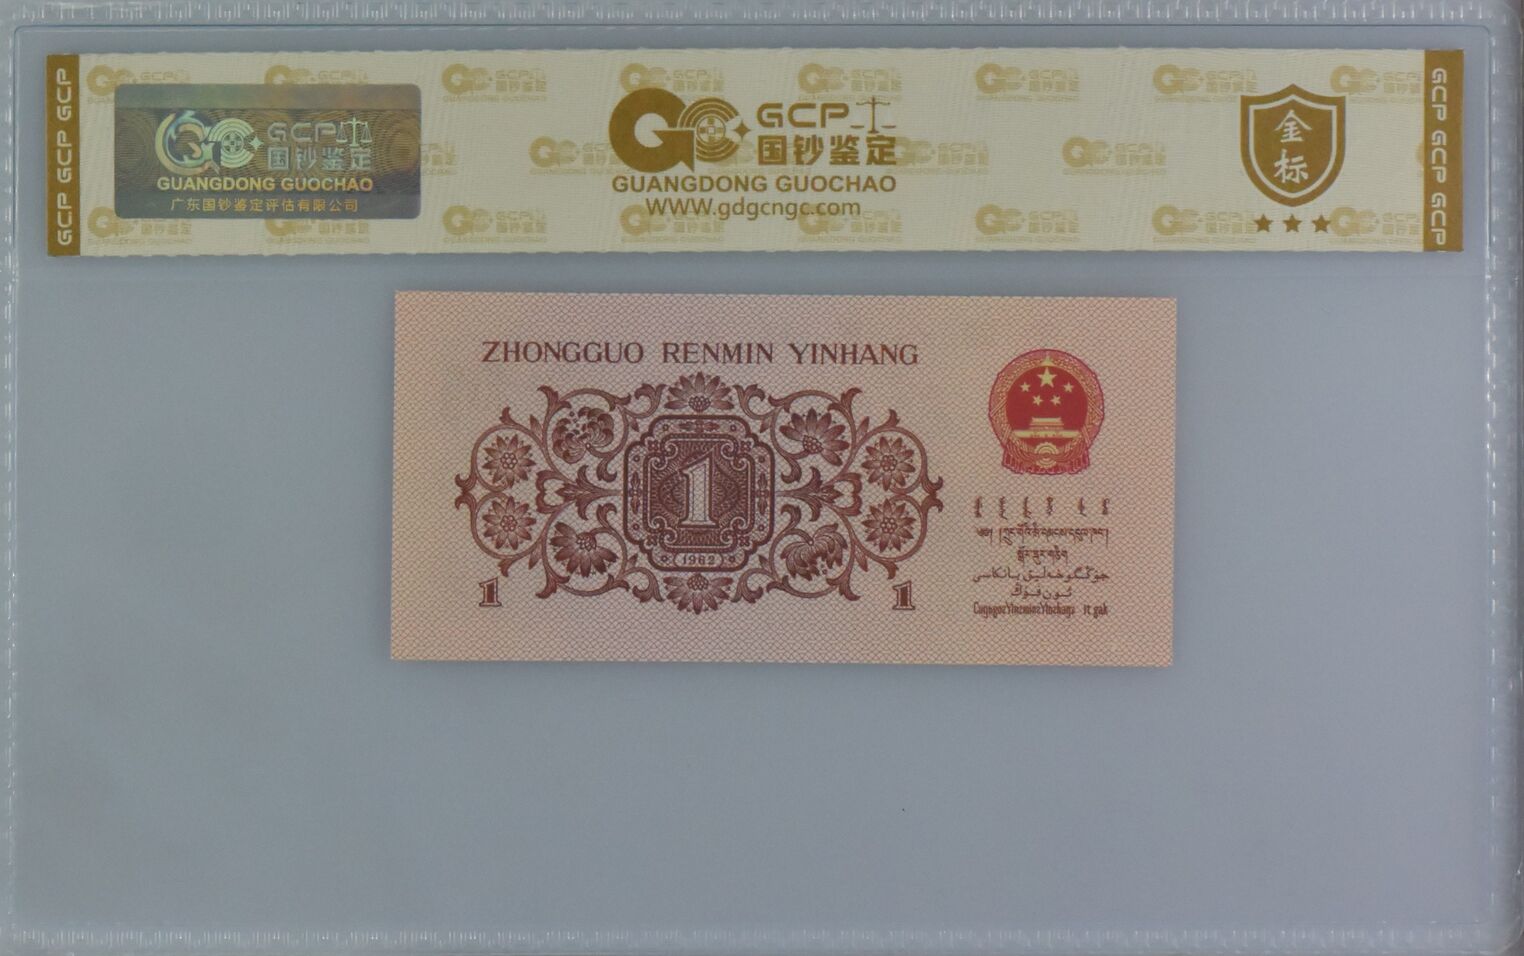 GCP GCP GCP
GCP
国钞鉴定
GUANGDONG GUOCHAO
广东国钞鉴定评估有限公司
GCP
国钞鉴定
GUANGDONG GUOCHAO
WWW.gdgcngc.com
金标
GCP GCP GCP
ZHONGGUO RENMIN YINHANG
1
1962
1
1